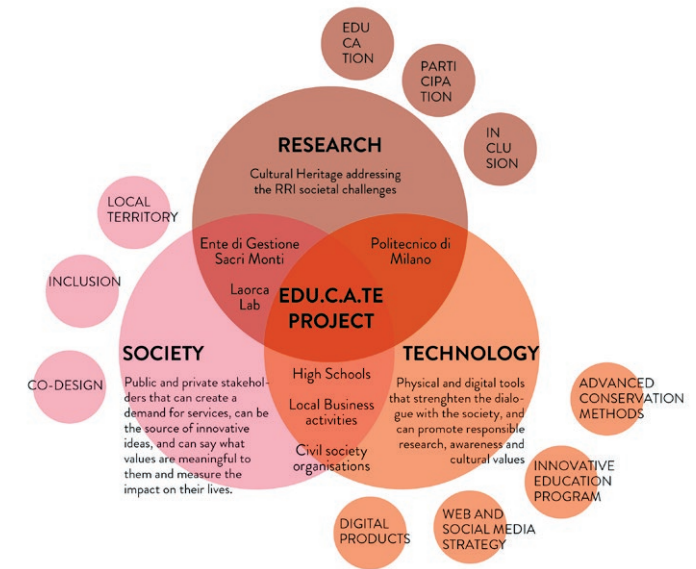 EDU
CA
TION
PARTI
CIPA
TION
IN
CLU
SION
RESEARCH
Cultural Heritage addressing
the RRI societal challenges
LOCAL
TERRITORY
INCLUSION
CO-DESIGN
Ente di Gestione
Sacri Monti
Laorca
Lab
Politecnico di
Milano
EDU.C.A.TE
PROJECT
SOCIETY
Public and private stakehol-
ders that can create a
demand for services, can be
the source of innovative
ideas, and can say what
values are meaningful to
them and measure the
impact on their lives.
High Schools
Local Business
activities
Civil society
organisations
TECHNOLOGY
Physical and digital tools
that strenghten the dialo-
gue with the society, and
can promote responsible
research, awareness and
cultural values
ADVANCED
CONSERVATION
METHODS
INNOVATIVE
EDUCATION
PROGRAM
WEB AND
SOCIAL MEDIA
STRATEGY
DIGITAL
PRODUCTS